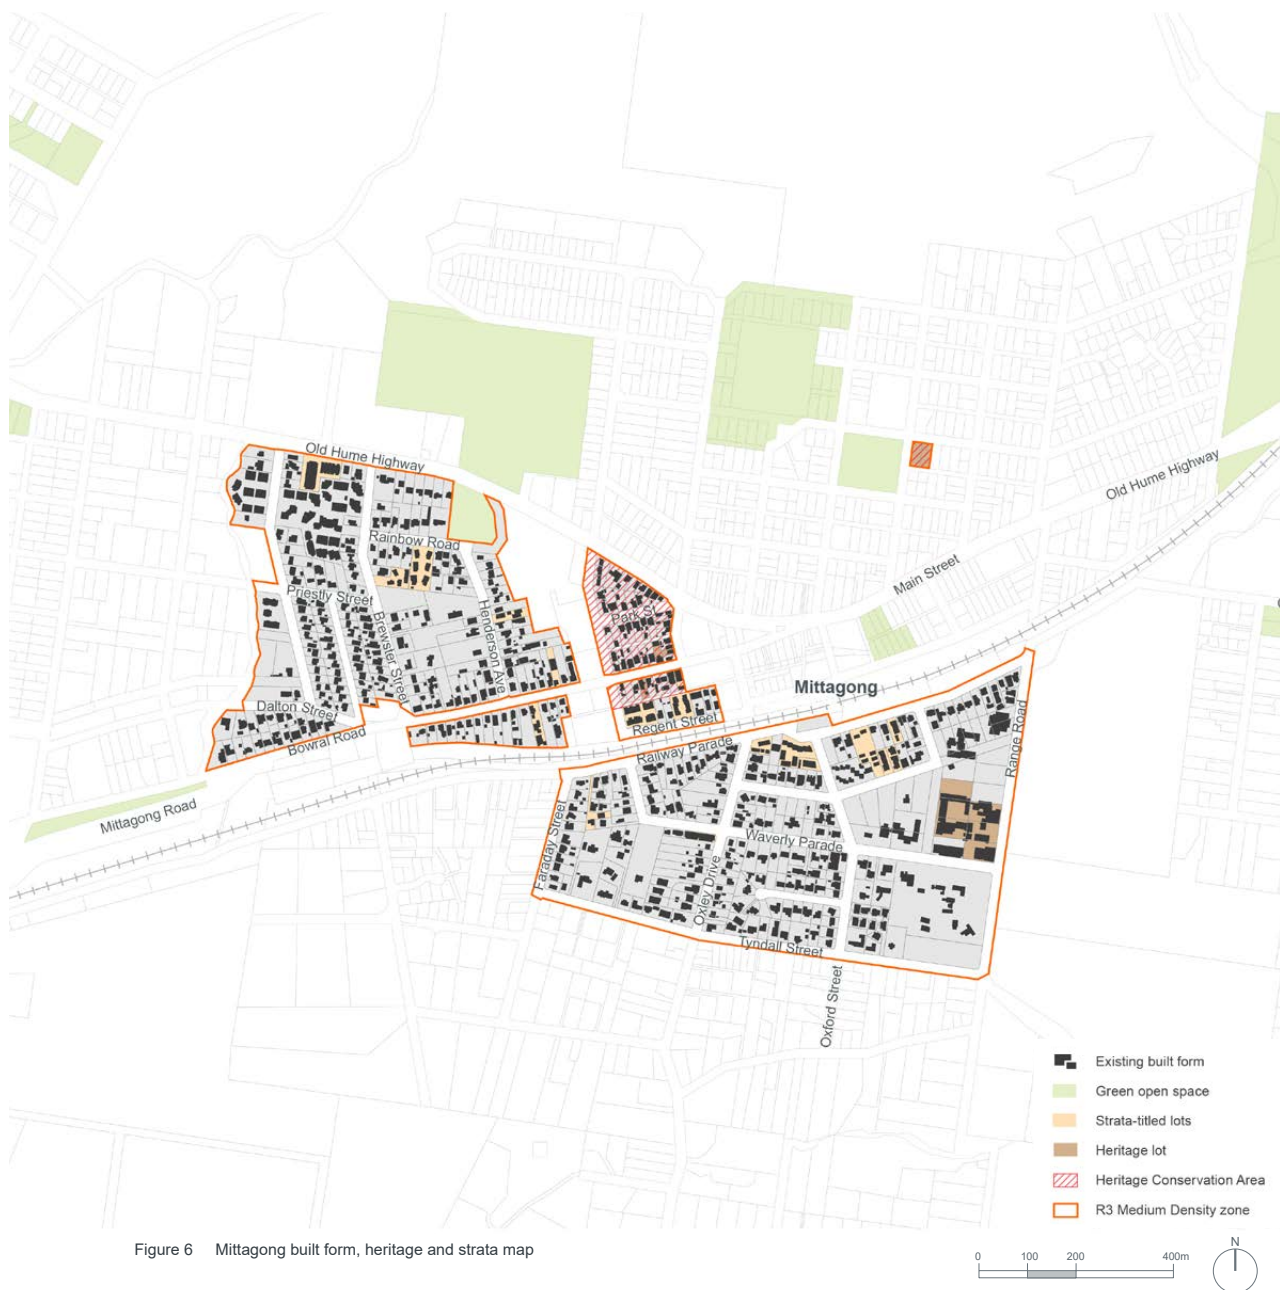 Old Hume Highway
Old Hume Highway
Rainbow Road
Main Street
Priestly Street
Park St
Brewster Street
Henderson Ave
Mittagong
Dalton Street
Regent Street
Bowral Road
Railway Parade
Range Road
Mittagong Road
Faraday Street
Waverly Parade
Oxley Drive
Tyndall Street
Oxford Street
Existing built form
Green open space
Strata-titled lots
Heritage lot
Heritage Conservation Area
R3 Medium Density zone
Figure 6 Mittagong built form, heritage and strata map
0 100 200 400m
N